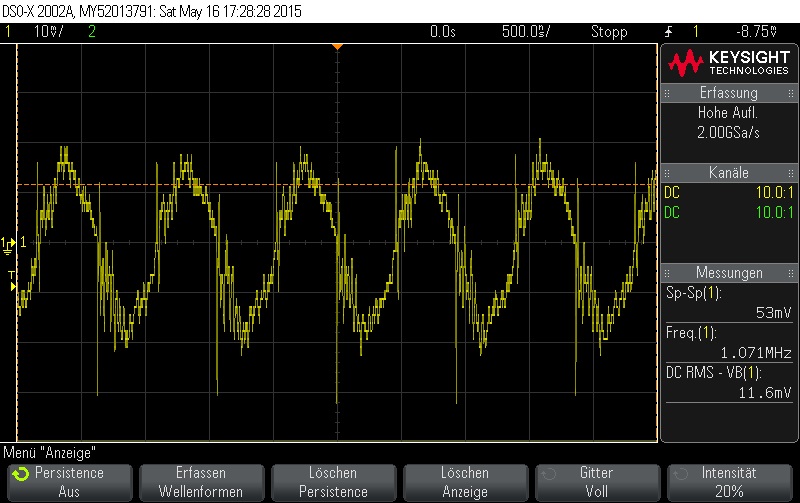 DSO-X 2002A, MY52013791: Sat May 16 17:28:28 2015
1 10mV/ 2 0.0s 500.0s/ Stopp 1 -8.75mV
KEYSIGHT
TECHNOLOGIES
Erfassung
Hohe Aufl.
2.00GSa/s
Kanäle
DC 10.0:1
DC 10.0:1
Messungen
Sp-Sp(1):
53mV
Freq.(1):
1.071MHz
DC RMS - VB(1):
11.6mV
1 1
T
Menü "Anzeige"
Persistence
Aus
Erfassen
Wellenformen
Löschen
Persistence
Löschen
Anzeige
Gitter
Voll
Intensität
20%